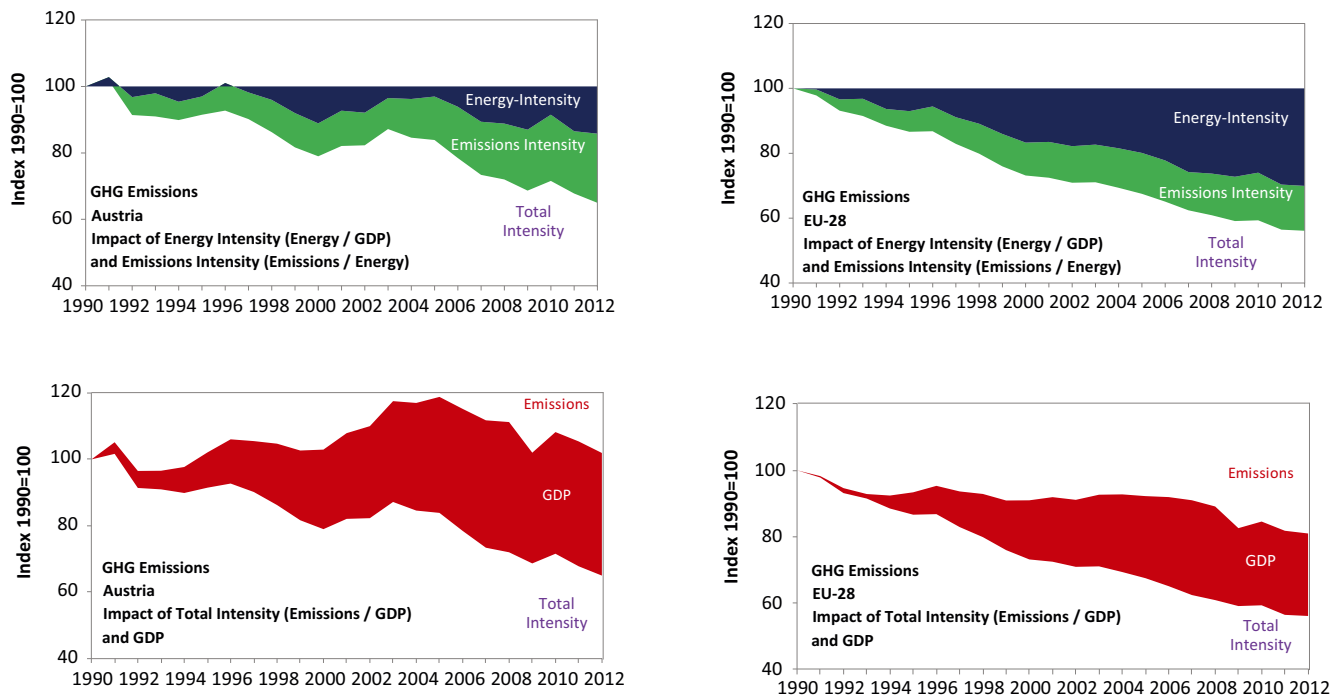 120
100
80
60
40
Index 1990=100
Energy-Intensity
Emissions Intensity
GHG Emissions
Austria
Impact of Energy Intensity (Energy / GDP)
and Emissions Intensity (Emissions / Energy)
Total
Intensity
1990 1992 1994 1996 1998 2000 2002 2004 2006 2008 2010 2012
120
100
80
60
40
Index 1990=100
Energy-Intensity
Emissions Intensity
GHG Emissions
EU-28
Impact of Energy Intensity (Energy / GDP)
and Emissions Intensity (Emissions / Energy)
Total
Intensity
1990 1992 1994 1996 1998 2000 2002 2004 2006 2008 2010 2012
120
100
80
60
40
Index 1990=100
Emissions
GDP
GHG Emissions
Austria
Impact of Total Intensity (Emissions / GDP)
and GDP
Total
Intensity
1990 1992 1994 1996 1998 2000 2002 2004 2006 2008 2010 2012
120
100
80
60
40
Index 1990=100
Emissions
GDP
GHG Emissions
EU-28
Impact of Total Intensity (Emissions / GDP)
and GDP
Total
Intensity
1990 1992 1994 1996 1998 2000 2002 2004 2006 2008 2010 2012